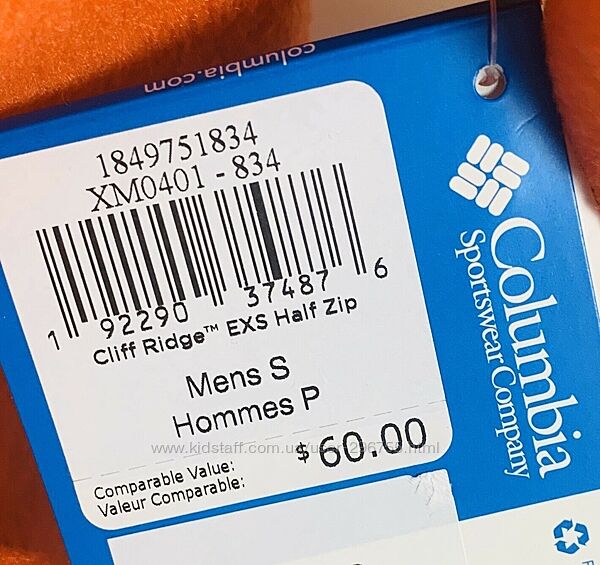 columbia.com
1849751834
XM0401 - 834
1 92290 37487 6
Cliff Ridge™ EXS Half Zip
Mens S
Hommes P
Comparable Value:
Valeur Comparable:
$60.00
Columbia
Sportswear Company